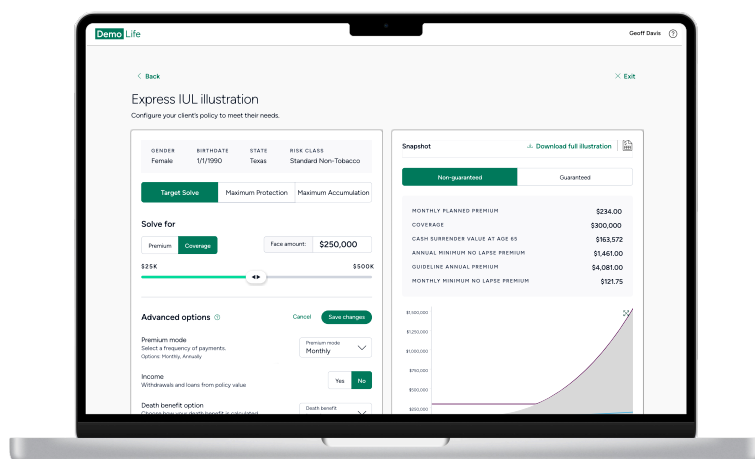 Demo Life
Geoff Davis
Back
Exit
Express IUL illustration
Configure your client's policy to meet their needs.
GENDER BIRTHDATE STATE RISK CLASS
Female 1/1/1990 Texas Standard Non-Tobacco
Target Solve Maximum Protection Maximum Accumulation
Solve for
Premium Coverage Face amount: $250,000
$25K $500K
Advanced options Cancel Save changes
Premium mode
Select a frequency of payments.
Options: Monthly, Annually
Premium mode
Monthly
Income
Withdrawals and loans from policy value
Yes No
Death benefit option
Choose how your death benefit is calculated
Death benefit
Snapshot Download full illustration
Non-guaranteed Guaranteed
MONTHLY PLANNED PREMIUM $234.00
COVERAGE $300,000
CASH SURRENDER VALUE AT AGE 65 $163,572
ANNUAL MINIMUM NO LAPSE PREMIUM $1,461.00
GUIDELINE ANNUAL PREMIUM $4,081.00
MONTHLY MINIMUM NO LAPSE PREMIUM $121.75
$1,500,000
$1,250,000
$1,000,000
$750,000
$500,000
$250,000